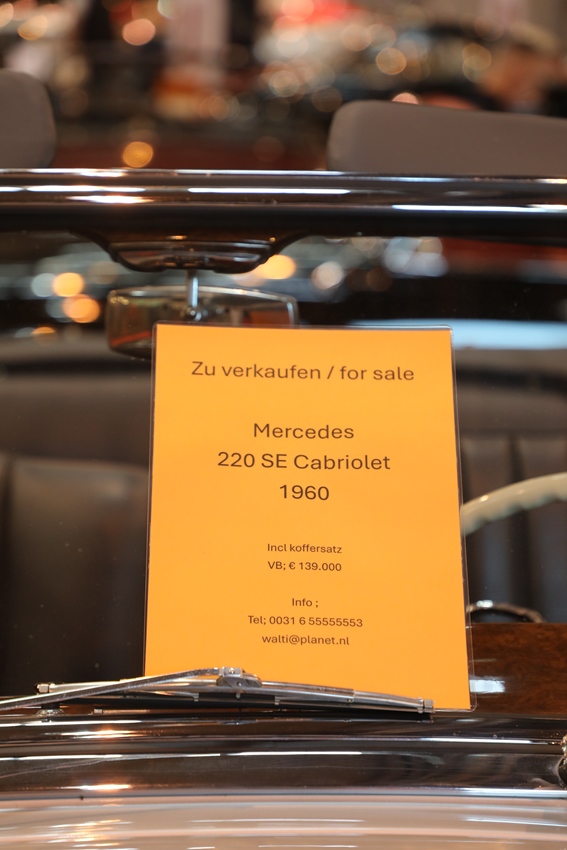 Zu verkaufen / for sale
Mercedes
220 SE Cabriolet
1960
Incl koffersatz
VB; € 139.000
Info ;
Tel; 0031 6 55555553
walti@planet.nl